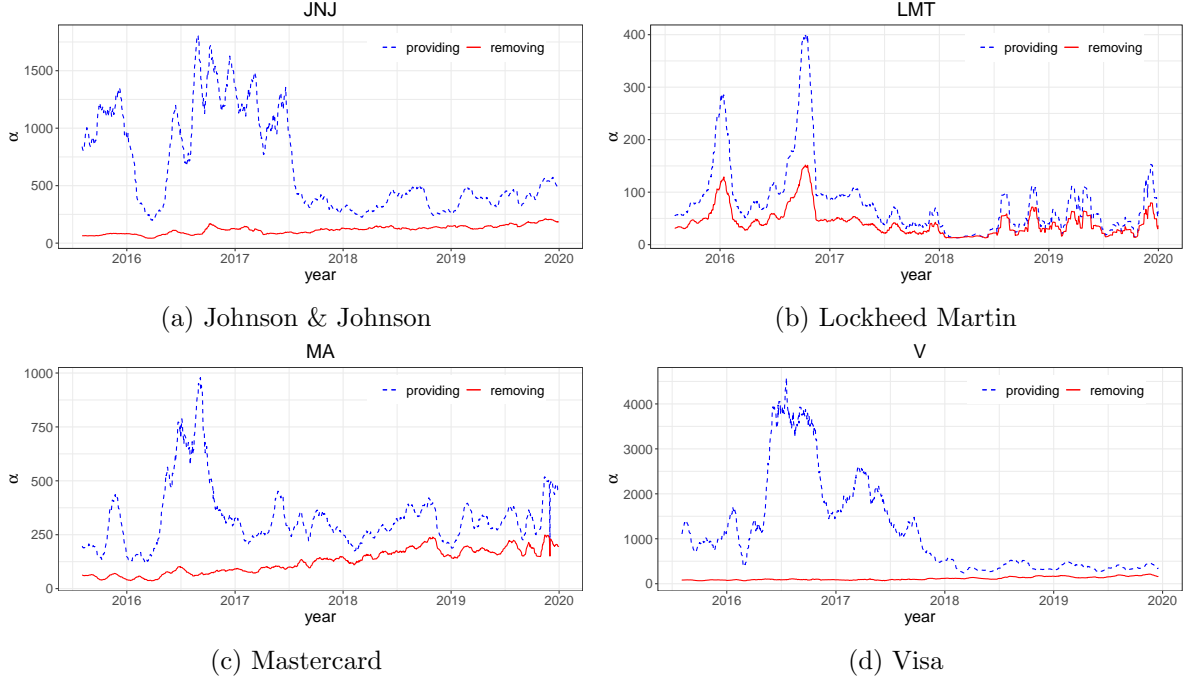 JNJ
providing removing
1500
1000
500
0
α
2016 2017 2018 2019 2020
year
(a) Johnson & Johnson
LMT
providing removing
400
300
200
100
0
α
2016 2017 2018 2019 2020
year
(b) Lockheed Martin
MA
providing removing
1000
750
500
250
0
α
2016 2017 2018 2019 2020
year
(c) Mastercard
V
providing removing
4000
3000
2000
1000
0
α
2016 2017 2018 2019 2020
year
(d) Visa